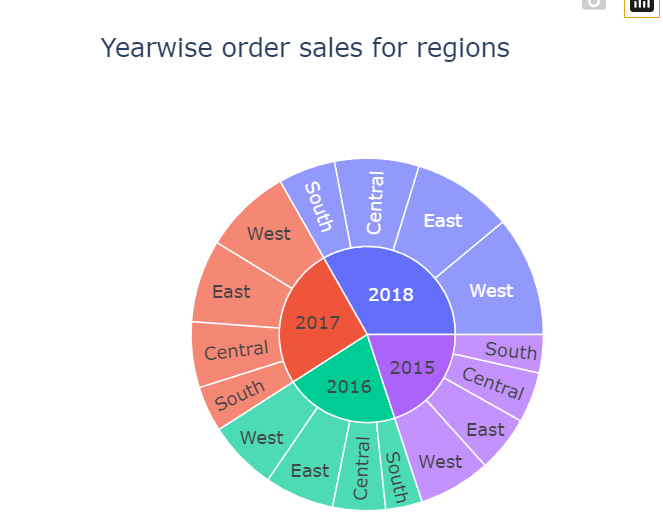 Yearwise order sales for regions
South
Central
East
West
2018
West
East
Central
South
2017
2016
West
East
Central
South
2015
South
Central
East
West